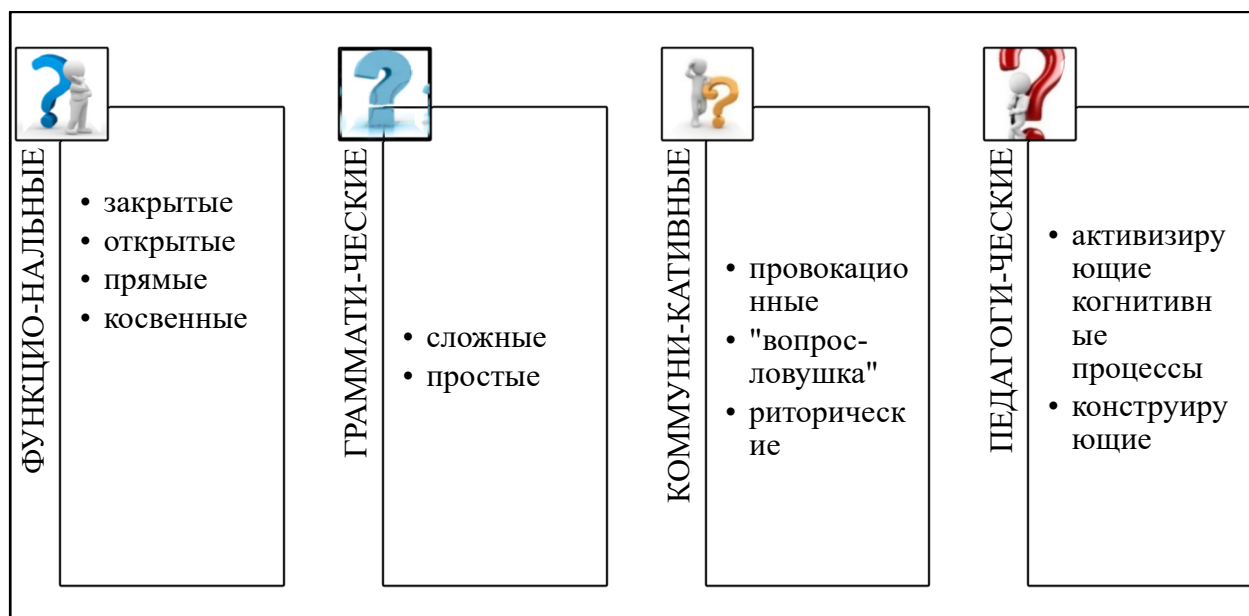 ФУНКЦИО-НАЛЬНЫЕ
• закрытые
• открытые
• прямые
• косвенные
ГРАММАТИ-ЧЕСКИЕ
• сложные
• простые
КОММУНИ-КАТИВНЫЕ
• провокацио
нные
• "вопрос-
ловушка"
• риторическ
ие
ПЕДАГОГИ-ЧЕСКИЕ
• активизиру
ющие
когнитивн
ые
процессы
• конструиру
ющие